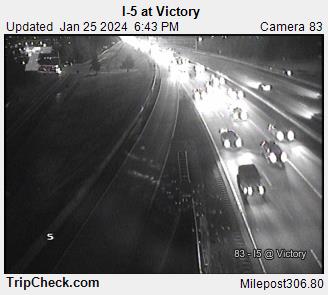 I-5 at Victory
Updated Jan 25 2024 6:43 PM Camera 83
S
83 - I5 @ Victory
TripCheck.com Milepost306.80